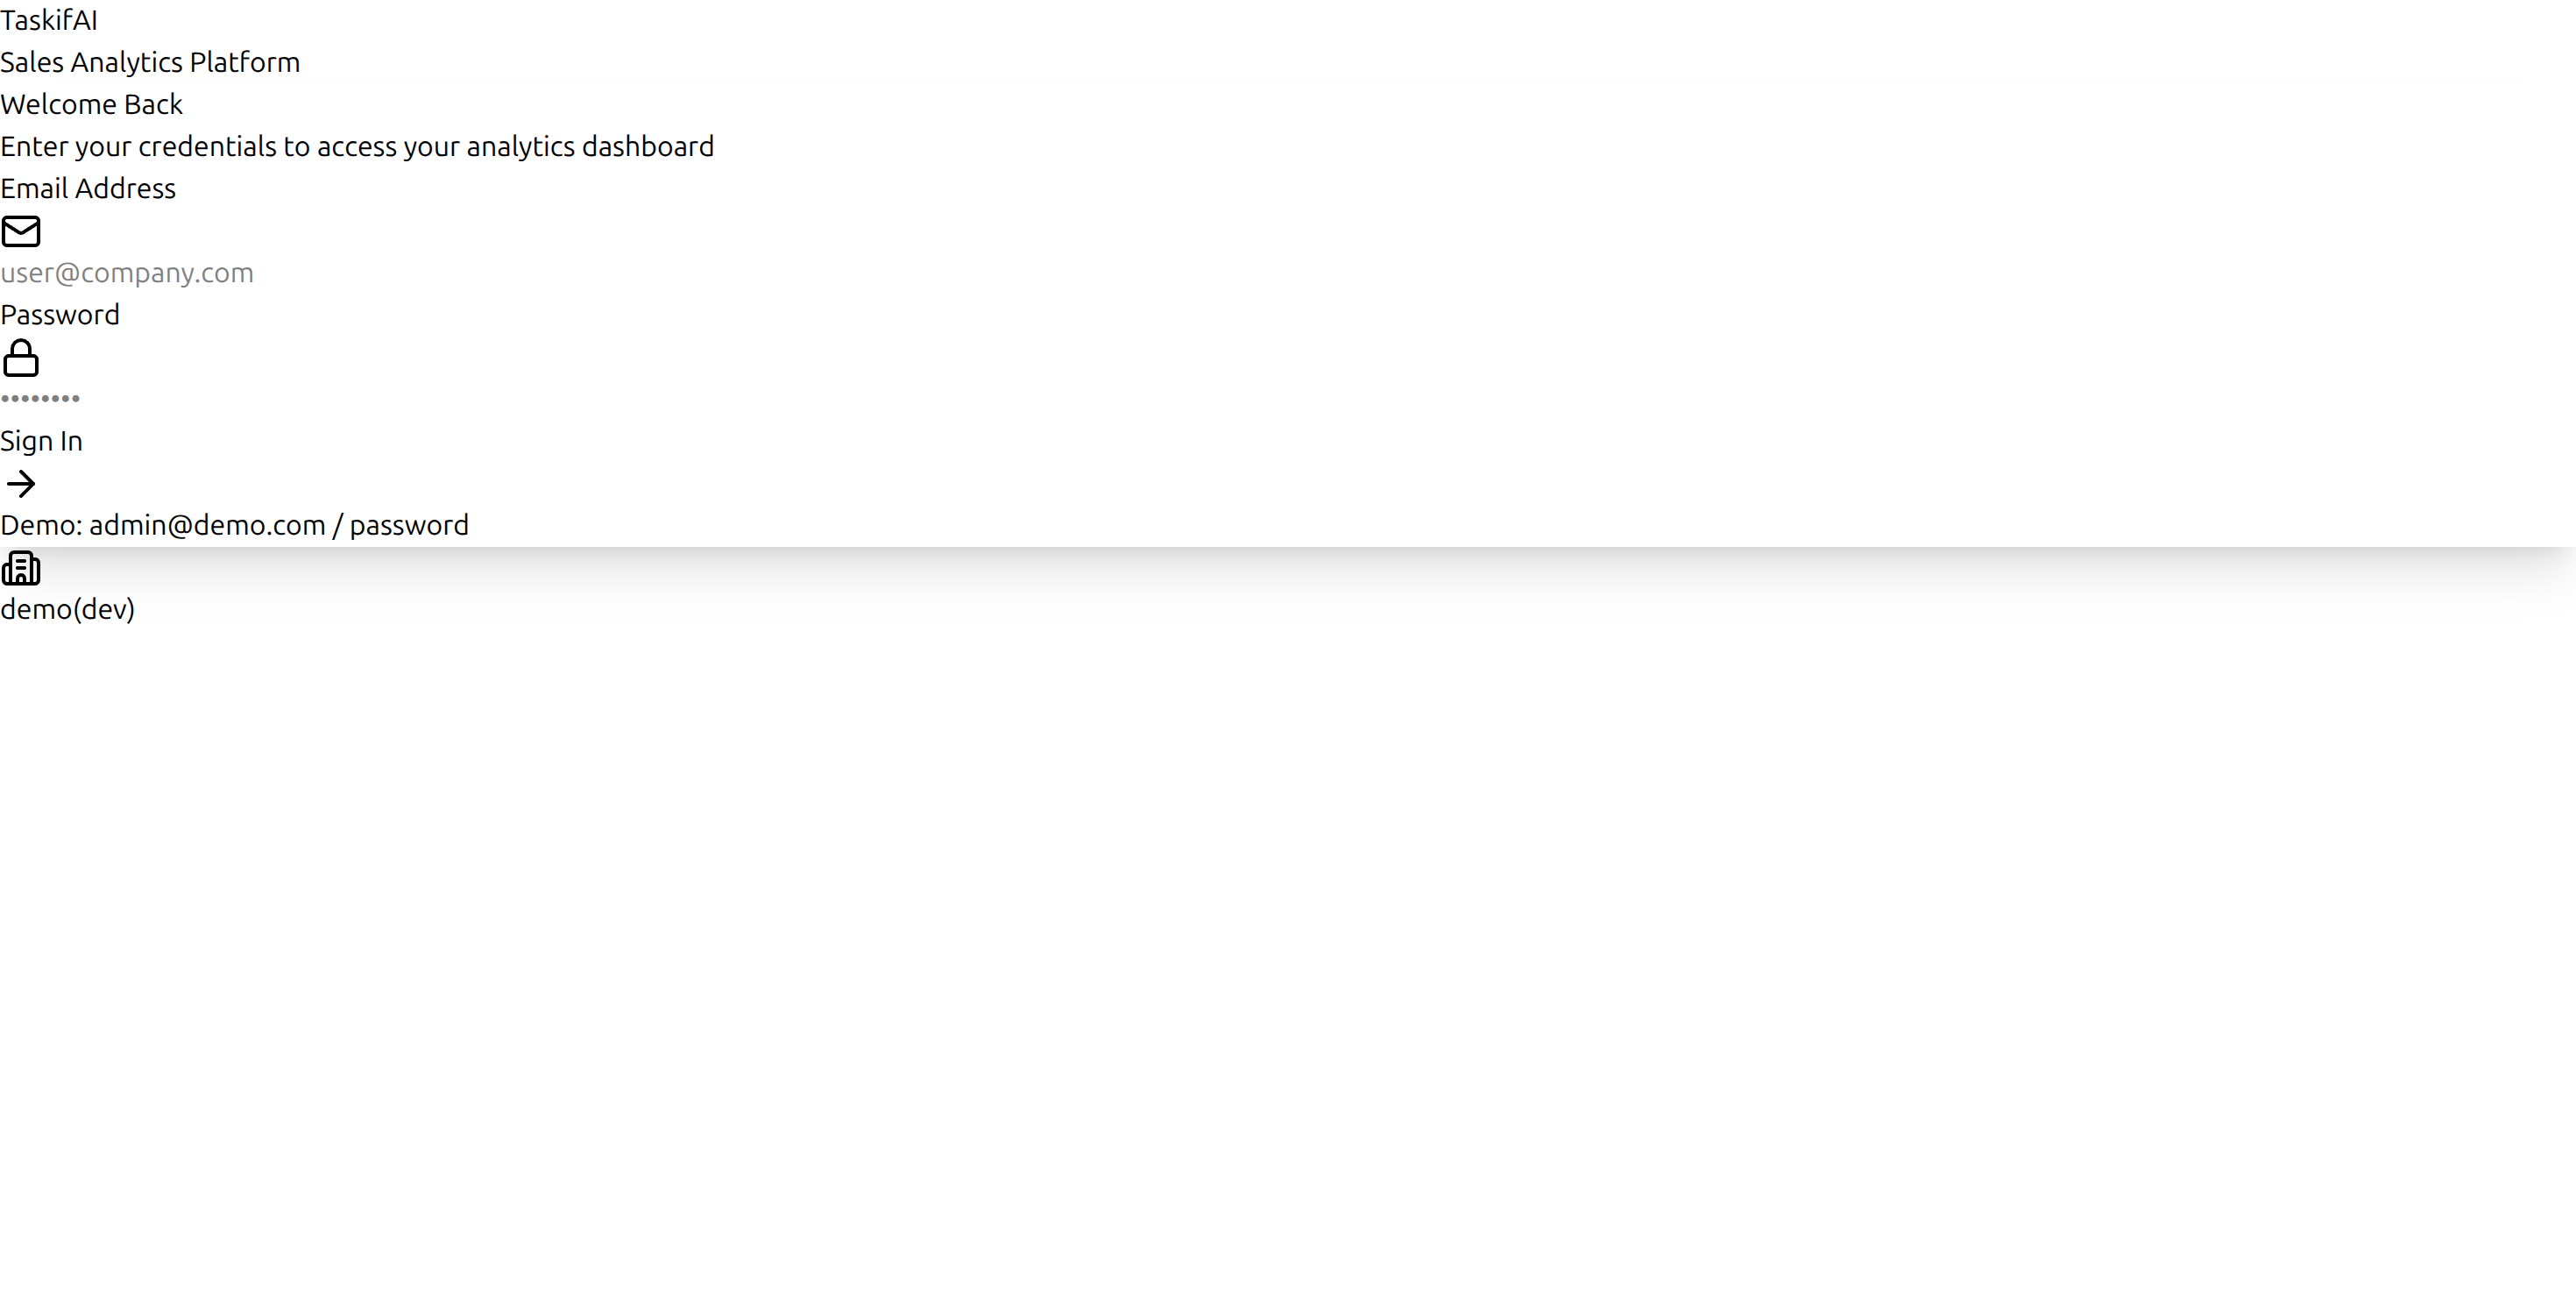 TaskifAI
Sales Analytics Platform
Welcome Back
Enter your credentials to access your analytics dashboard
Email Address
user@company.com
Password
••••••••
Sign In
Demo: admin@demo.com / password
demo(dev)